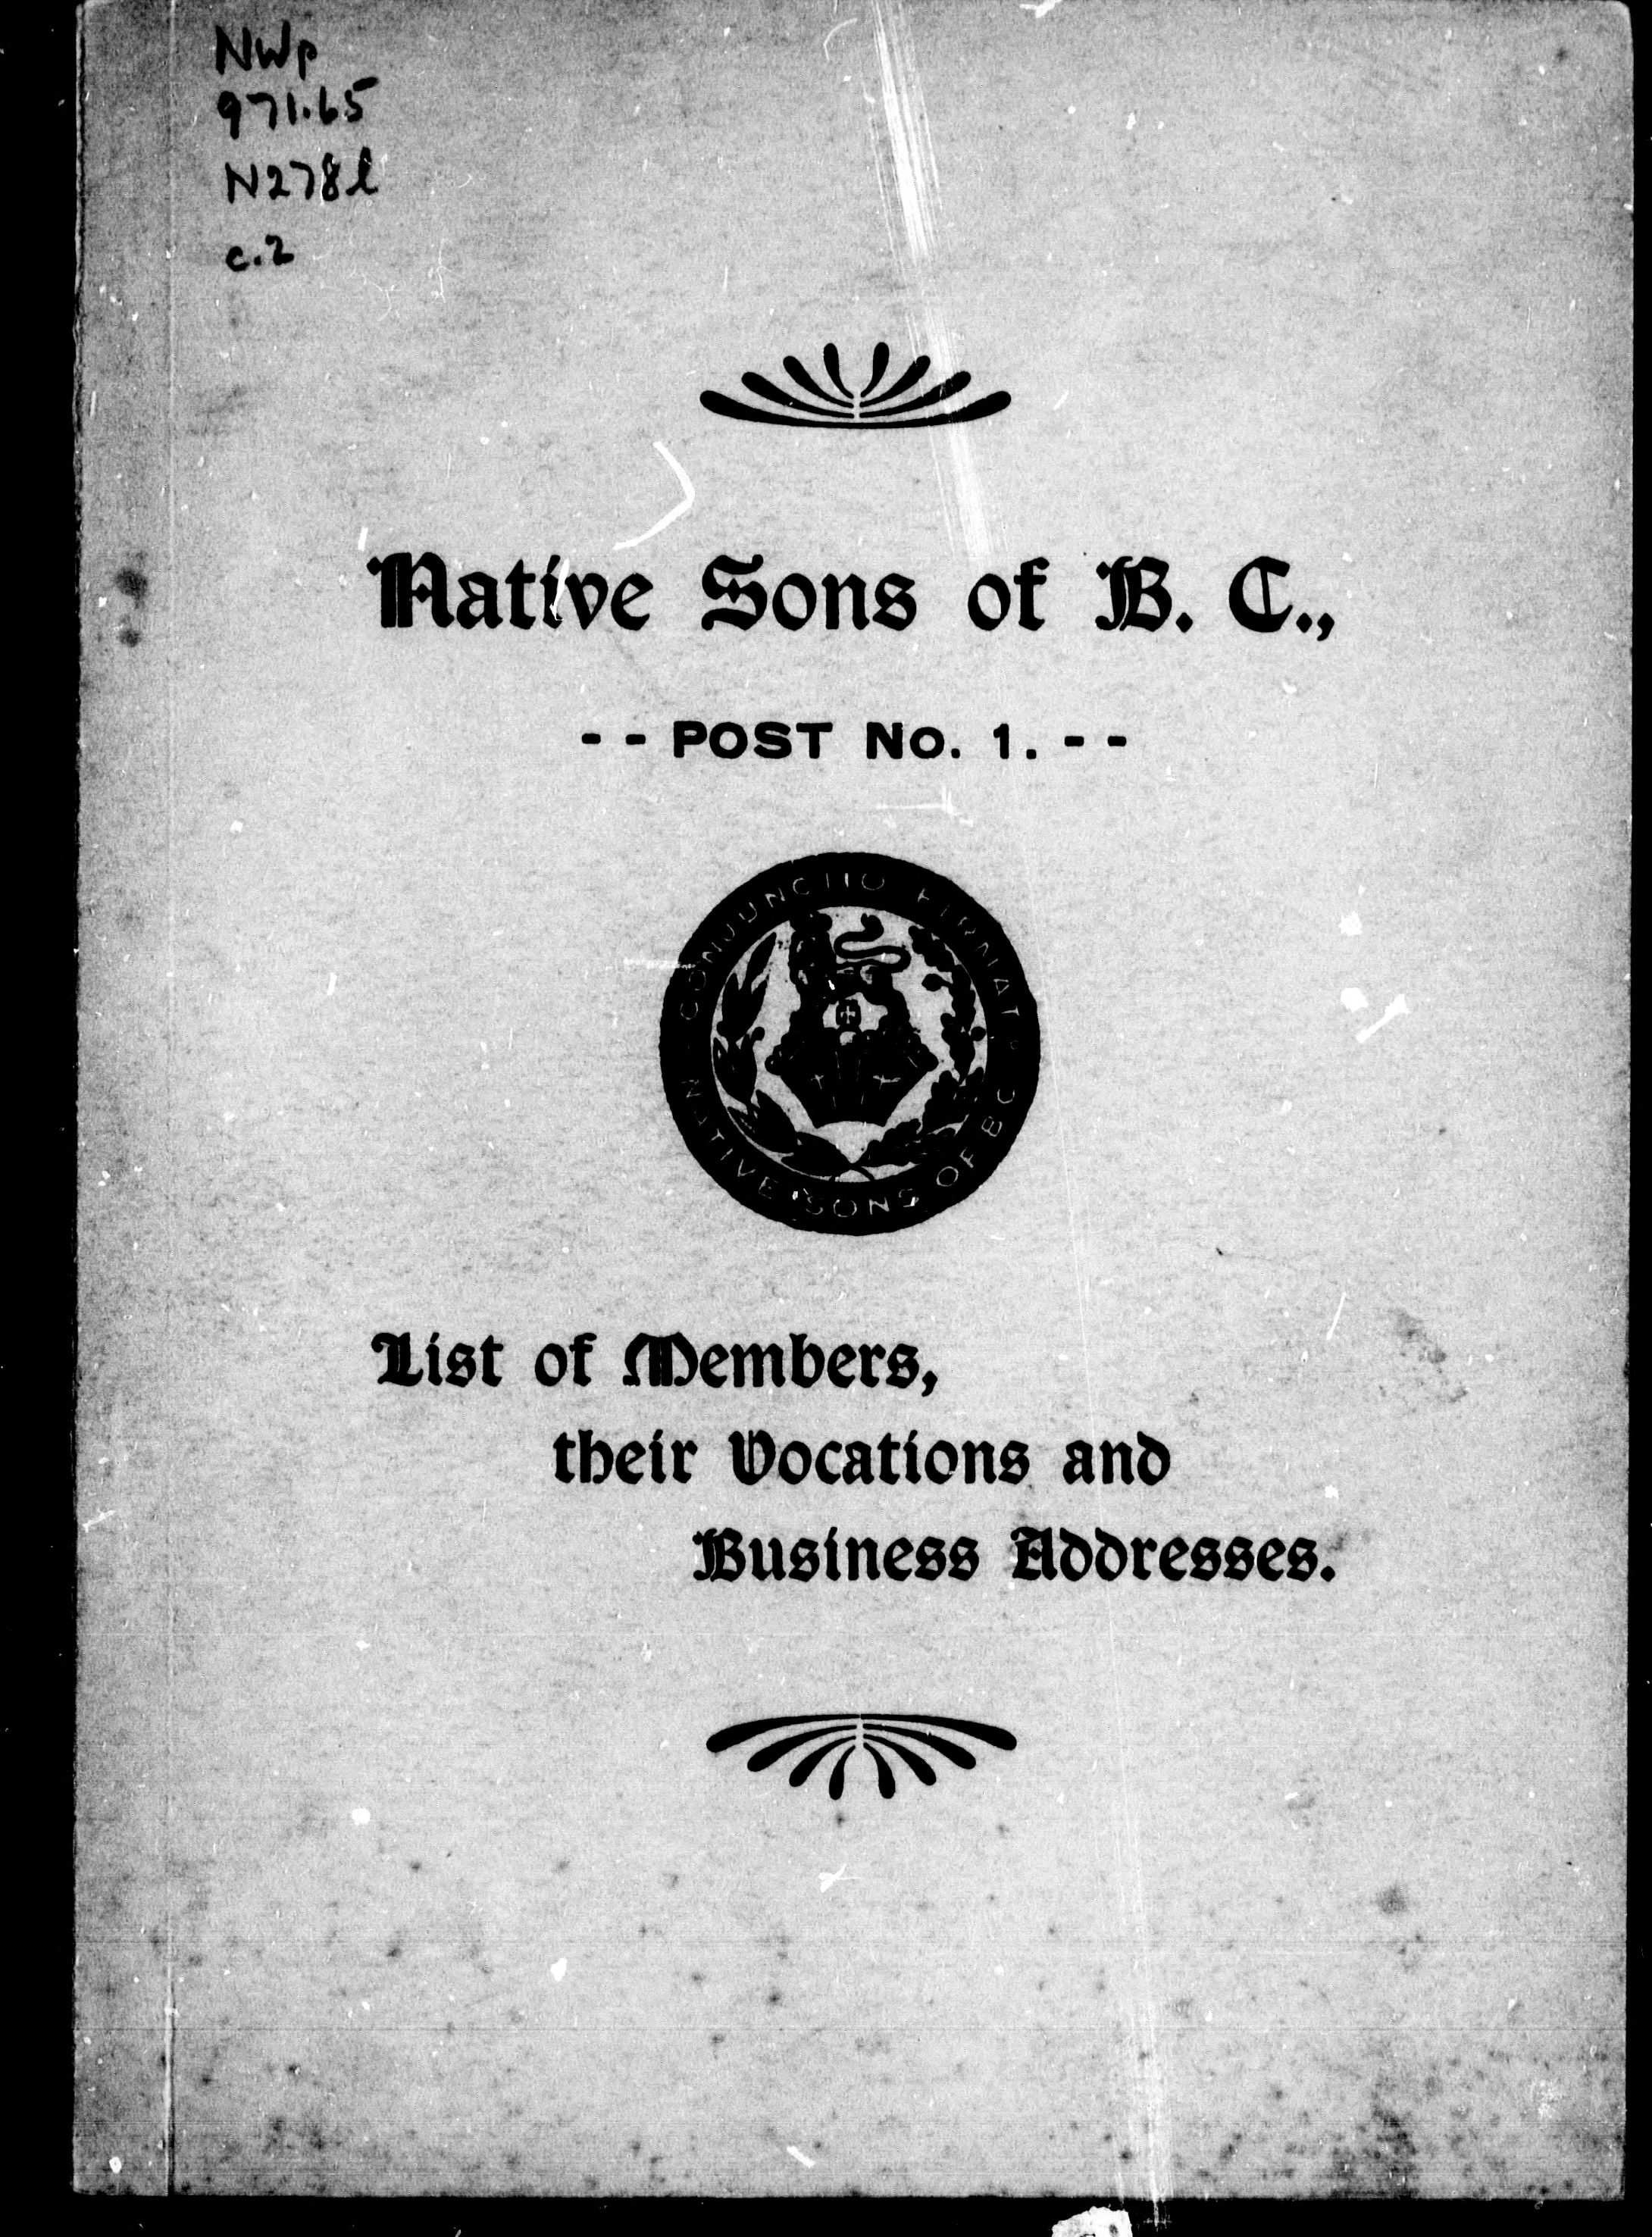 NWp
971.65
N278l
c.2
Native Sons of B. C.,
- - POST No. 1. - -
CONJUNCTIO FIRMAT
NATIVE SONS OF BC
List of Members,
their Vocations and
Business Addresses.